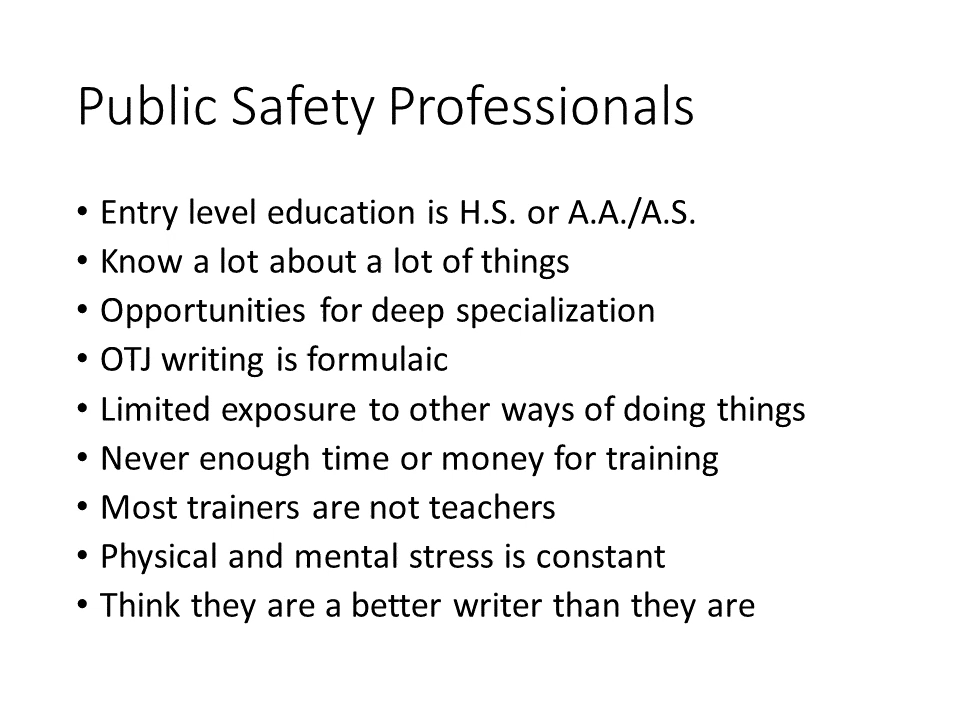 Public Safety Professionals
• Entry level education is H.S. or A.A./A.S.
• Know a lot about a lot of things
• Opportunities for deep specialization
• OTJ writing is formulaic
• Limited exposure to other ways of doing things
• Never enough time or money for training
• Most trainers are not teachers
• Physical and mental stress is constant
• Think they are a better writer than they are